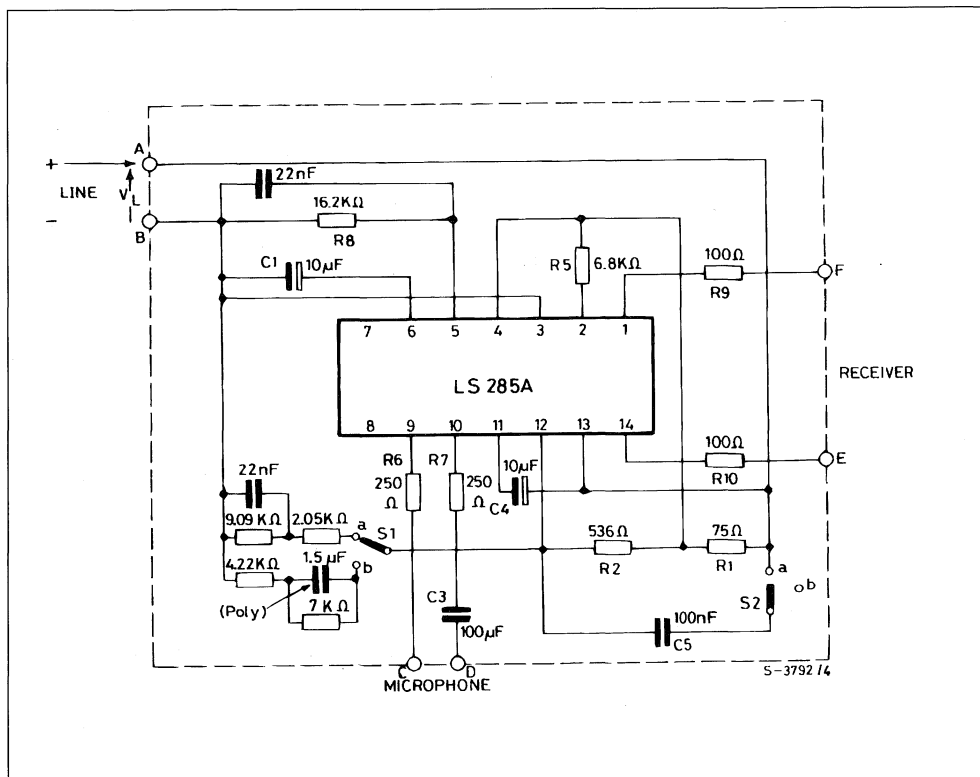 A
+
LINE
V L
-
B
22nF
16.2KΩ
R8
C1
10µF
R5
6.8KΩ
100Ω
R9
F
7 6 5 4 3 2 1
LS 285A
RECEIVER
8 9 10 11 12 13 14
100Ω
R10
E
R6
250
Ω
R7
250
Ω
10µF
C4
22nF
9.09 KΩ
2.05KΩ
a
S1
b
536Ω
R2
75Ω
R1
4.22KΩ
1.5µF
(Poly)
7KΩ
C3
100µF
100nF
C5
a
b
S2
C
D
MICROPHONE
S-3792/4